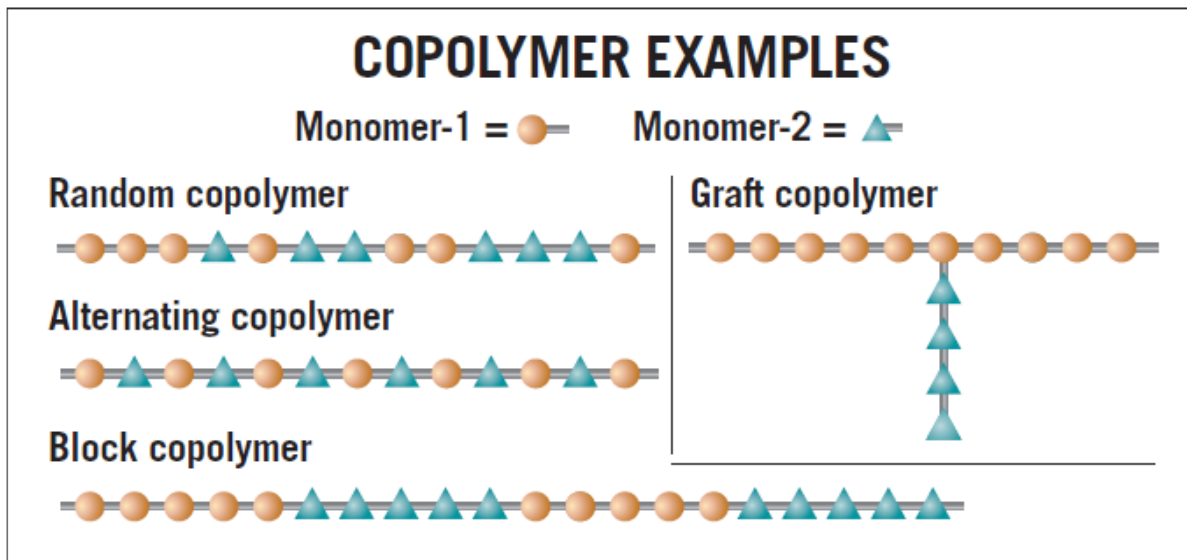 COPOLYMER EXAMPLES
Monomer-1 =
Monomer-2 =
Random copolymer
Graft copolymer
Alternating copolymer
Block copolymer